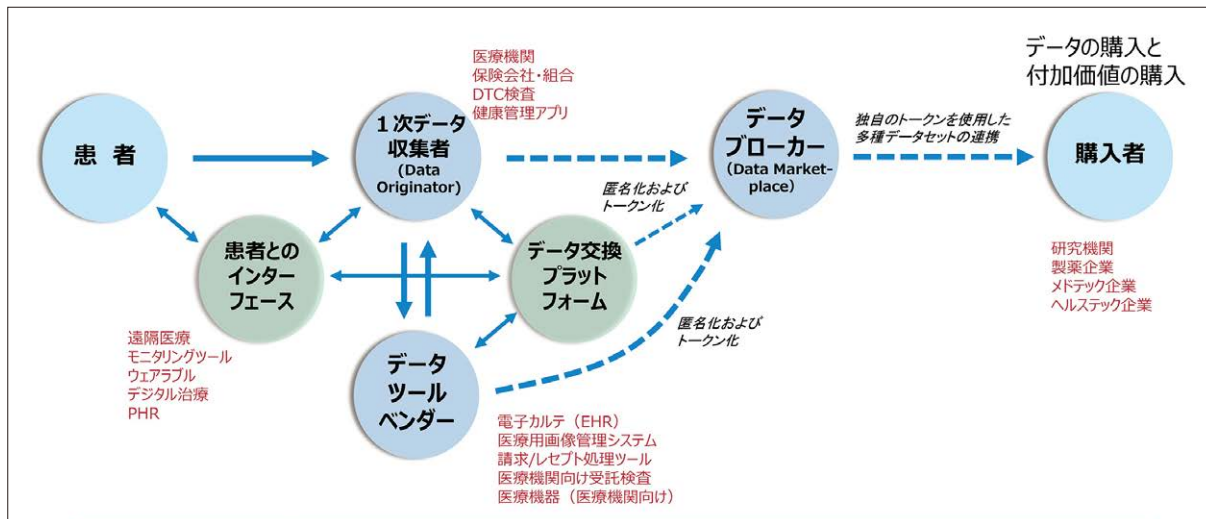 データの購入と
付加価値の購入
医療機関
保険会社・組合
DTC検査
健康管理アプリ
患 者
1次データ
収集者
(Data
Originator)
データ
ブローカー
(Data Market-
place)
独自のトークンを使用した
多種データセットの連携
購入者
匿名化および
トークン化
患者との
インター
フェース
データ交換
プラット
フォーム
研究機関
製薬企業
メドテック企業
ヘルステック企業
匿名化および
トークン化
遠隔医療
モニタリングツール
ウェアラブル
デジタル治療
PHR
データ
ツール
ベンダー
電子カルテ（EHR）
医療用画像管理システム
請求/レセプト処理ツール
医療機関向け受託検査
医療機器（医療機関向け）